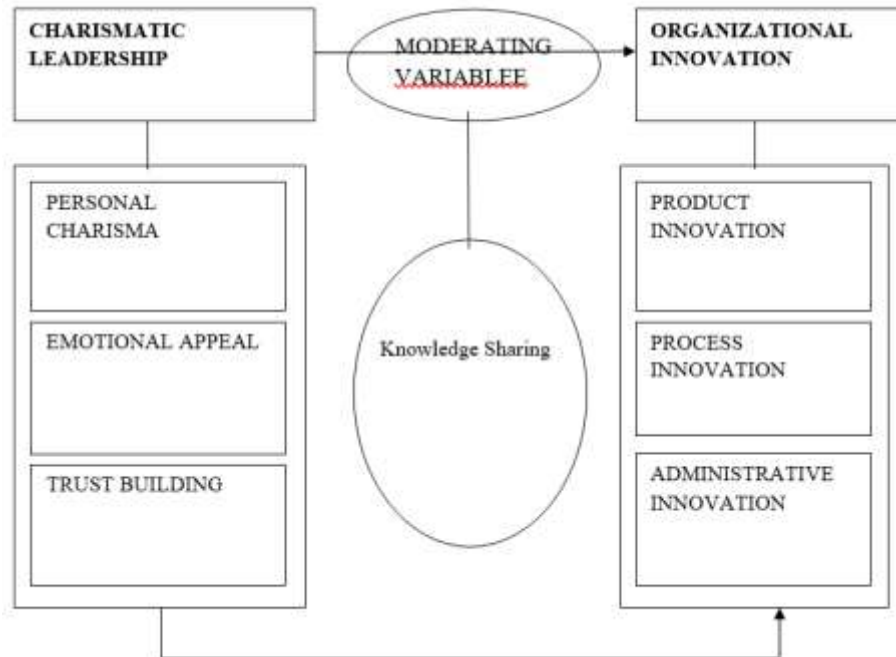 CHARISMATIC
LEADERSHIP
MODERATING
VARIABLEE
ORGANIZATIONAL
INNOVATION
PERSONAL
CHARISMA
EMOTIONAL APPEAL
TRUST BUILDING
Knowledge Sharing
PRODUCT
INNOVATION
PROCESS
INNOVATION
ADMINISTRATIVE
INNOVATION